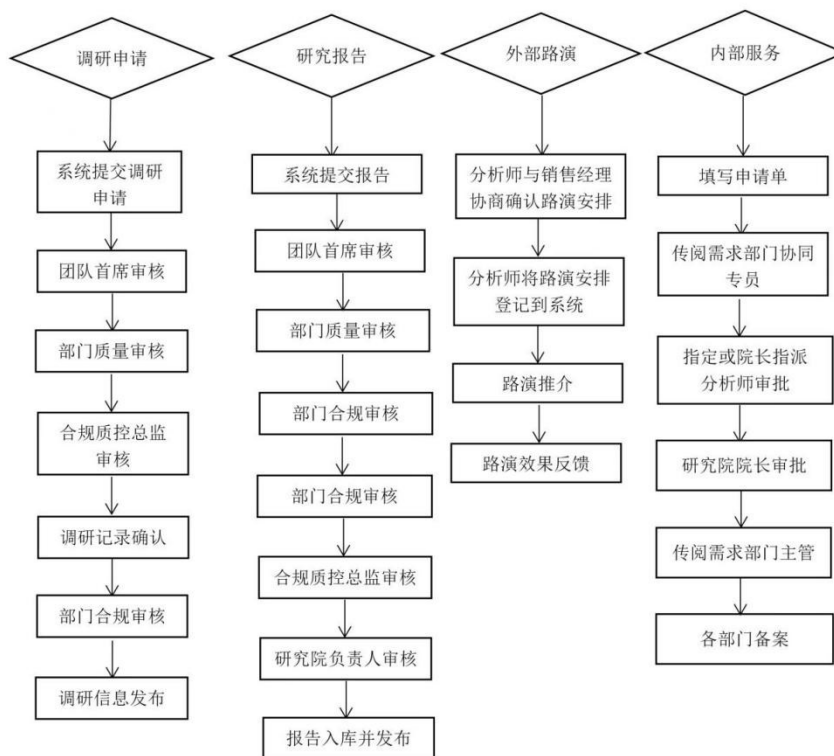 调研申请
系统提交调研
申请
团队首席审核
部门质量审核
合规质控总监
审核
调研记录确认
部门合规审核
调研信息发布
研究报告
系统提交报告
团队首席审核
部门质量审核
部门合规审核
部门合规审核
合规质控总监审核
研究院负责人审核
报告入库并发布
外部路演
分析师与销售经理
协商确认路演安排
分析师将路演安排
登记到系统
路演推介
路演效果反馈
内部服务
填写申请单
传阅需求部门协同
专员
指定或院长指派
分析师审批
研究院院长审批
传阅需求部门主管
各部门备案